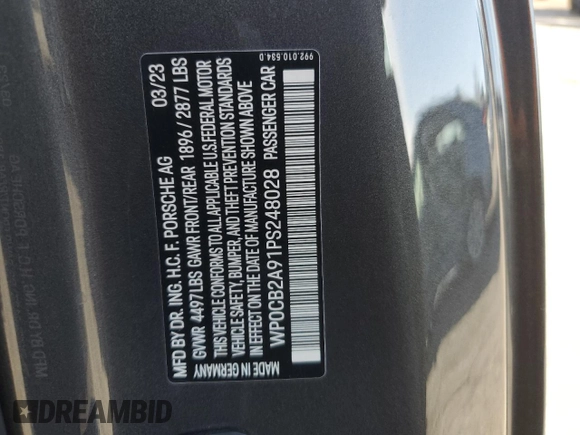 MFD BY DR. ING. H.C. F. PORSCHE AG 03/23
GVWR 4497 LBS GAWR FRONT/REAR 1896/2877 LBS
THIS VEHICLE CONFORMS TO ALL APPLICABLE U.S.FEDERAL MOTOR
VEHICLE SAFETY, BUMPER, AND THEFT PREVENTION STANDARDS
IN EFFECT ON THE DATE OF MANUFACTURE SHOWN ABOVE
WP0CB2A91PS248028 PASSENGER CAR
MADE IN GERMANY
992.010.534.0
DREAMBID